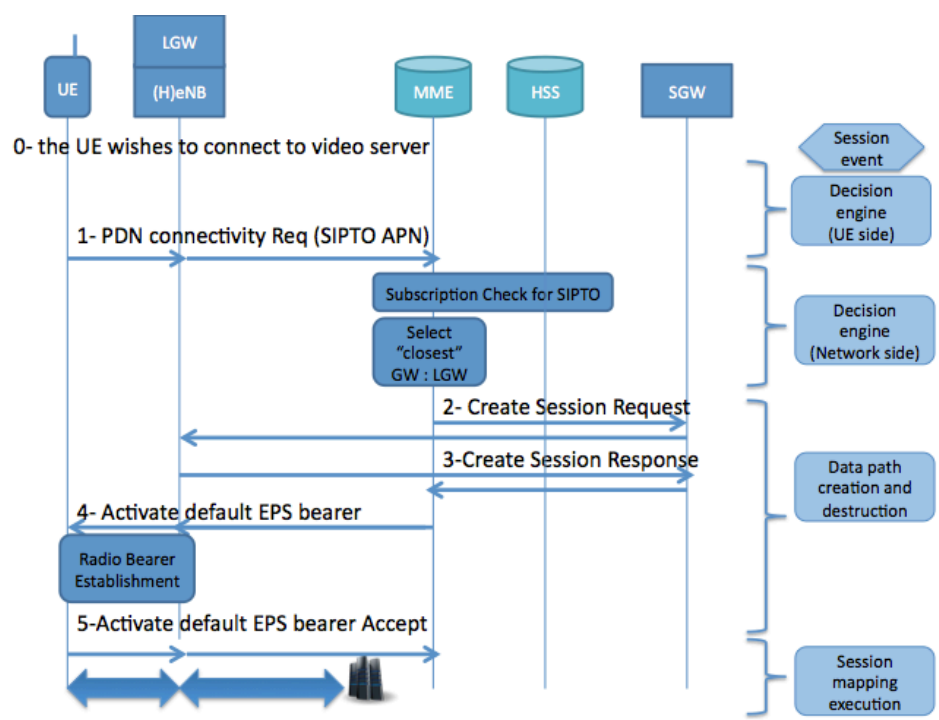 LGW
UE
(H)eNB
MME
HSS
SGW
0- the UE wishes to connect to video server
Session
event
Decision
engine
(UE side)
1- PDN connectivity Req (SIPTO APN)
Subscription Check for SIPTO
Select
“closest”
GW : LGW
Decision
engine
(Network side)
2- Create Session Request
3-Create Session Response
Data path
creation and
destruction
4- Activate default EPS bearer
Radio Bearer
Establishment
5-Activate default EPS bearer Accept
Session
mapping
execution